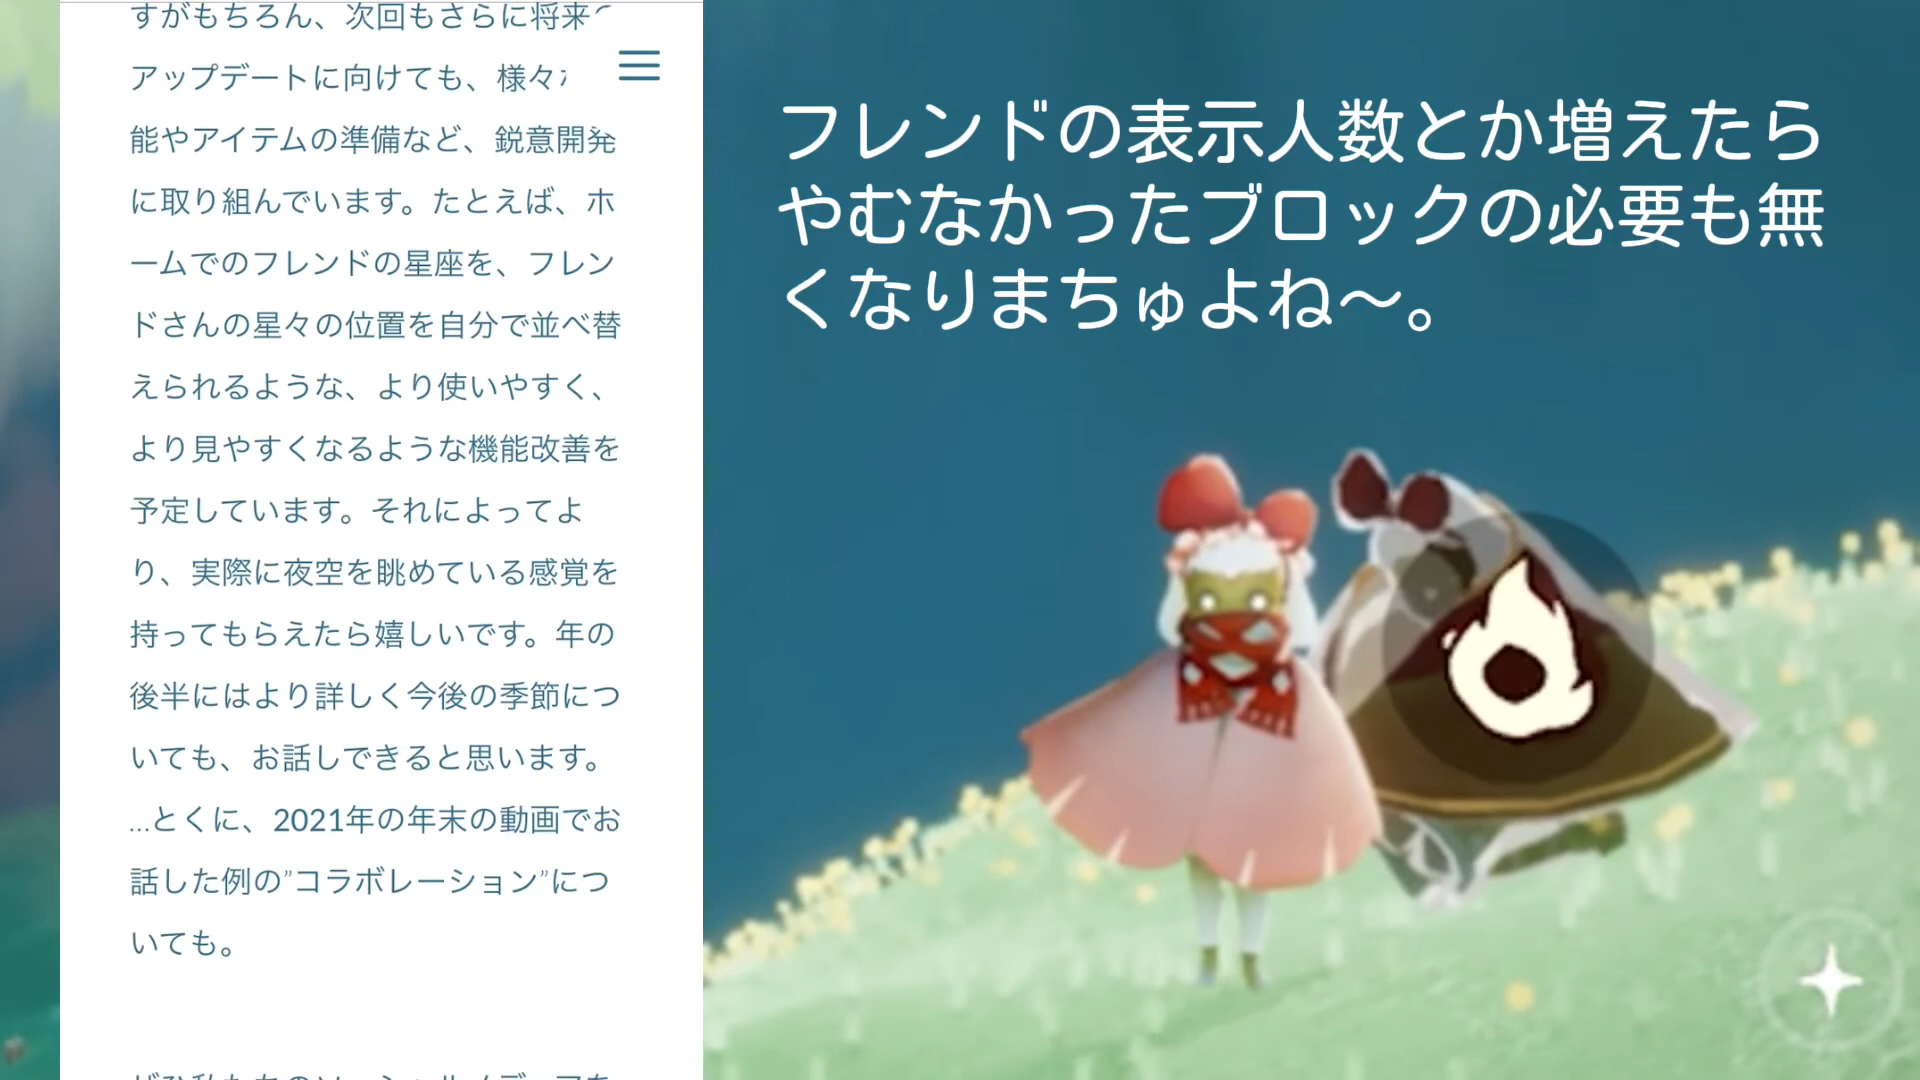 すがもちろん、次回もさらに将来
アップデートに向けても、様々
能やアイテムの準備など、鋭意開発
に取り組んでいます。たとえば、ホ
ームでのフレンドの星座を、フレン
ドさんの星々の位置を自分で並べ替
えられるような、より使いやすく、
より見やすくなるような機能改善を
予定しています。それによってよ
り、実際に夜空を眺めている感覚を
持ってもらえたら嬉しいです。年の
後半にはより詳しく今後の季節につ
いても、お話しできると思います。
…とくに、2021年の年末の動画でお
話した例の”コラボレーション”につ
いても。
フレンドの表示人数とか増えたら
やむなかったブロックの必要も無
くなりまちゅよね〜。